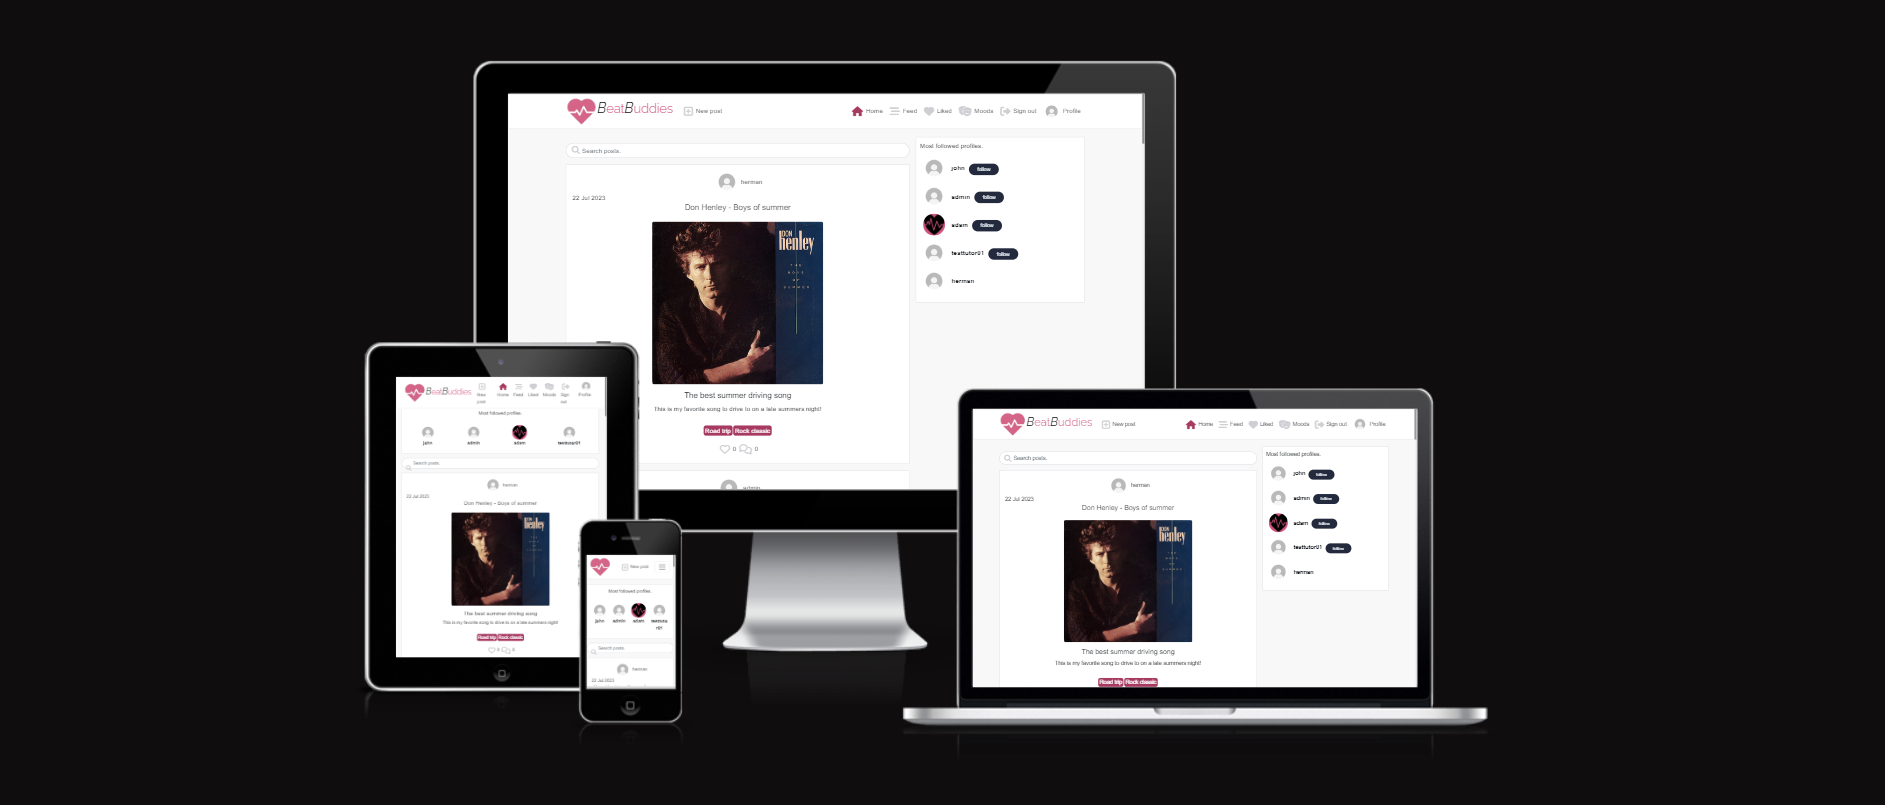 BeatBuddies New post Home Feed Liked Moods Sign out Profile
Search posts.
herman
22 Jul 2023
Don Henley - Boys of summer
DON
henley
THE
BOYS
OF
SUMMER
The best summer driving song
This is my favorite song to drive to on a late summers night!
Road trip Rock classic
0 0
admin
Most followed profiles.
john follow
admin follow
adam follow
testtutor01 follow
herman
BeatBuddies New post Home Feed Liked Moods Sign out Profile
Most followed profiles.
john admin adam testtutor01
Search posts.
herman
22 Jul 2023
Don Henley - Boys of summer
henley
The best summer driving song
This is my favorite song to drive to on a late summers night!
Road trip Rock classic
0 0
New post
Most followed profiles.
john admin adam testtutor01
Search posts.
herman
22 Jul 2023
BeatBuddies New post Home Feed Liked Moods Sign out Profile
Search posts.
herman
22 Jul 2023
Don Henley - Boys of summer
DON
henley
The best summer driving song
This is my favorite song to drive to on a late summers night!
Road trip Rock classic
Most followed profiles.
john follow
admin follow
adam follow
testtutor01 follow
herman